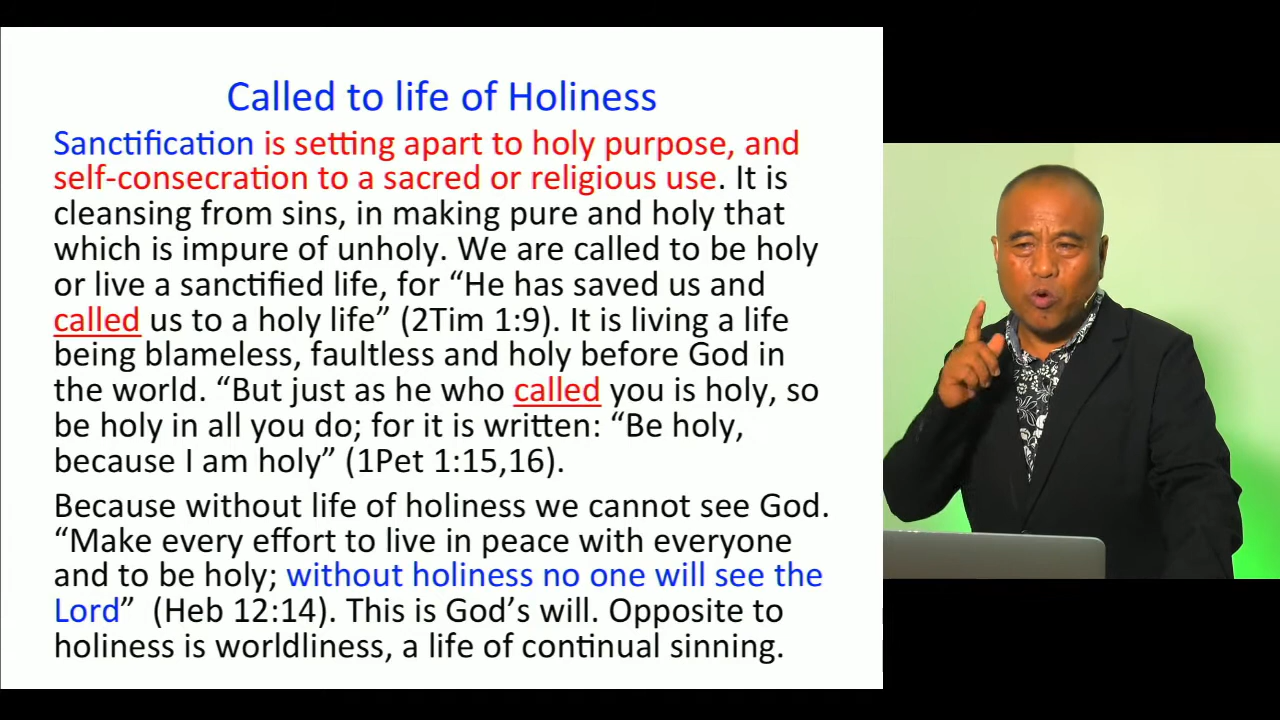 Called to life of Holiness
Sanctification is setting apart to holy purpose, and
self-consecration to a sacred or religious use. It is
cleansing from sins, in making pure and holy that
which is impure of unholy. We are called to be holy
or live a sanctified life, for “He has saved us and
called us to a holy life” (2Tim 1:9). It is living a life
being blameless, faultless and holy before God in
the world. “But just as he who called you is holy, so
be holy in all you do; for it is written: “Be holy,
because I am holy” (1Pet 1:15,16).
Because without life of holiness we cannot see God.
“Make every effort to live in peace with everyone
and to be holy; without holiness no one will see the
Lord” (Heb 12:14). This is God’s will. Opposite to
holiness is worldliness, a life of continual sinning.